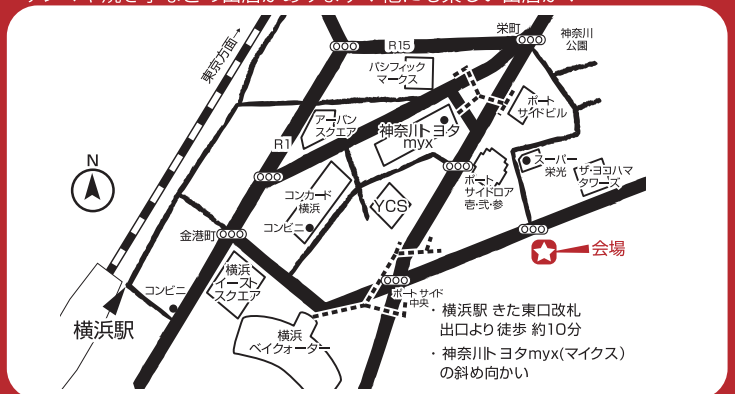 東京方面→
R15
栄町
神奈川
公園
パシフィック
マークス
アーバン
スクエア
神奈川トヨタ
myx
ポート
サイドビル
R1
スーパー
栄光
ザ・ヨコハマ
タワーズ
ポート
サイドロア
壱・弐・参
N
コンカード
横浜
コンビニ
YCS
金港町
会場
横浜
イースト
スクエア
コンビニ
ポートサイド
中央
横浜駅
横浜
ベイクォーター
・横浜駅 きた東口改札
出口より徒歩 約10分
・神奈川トヨタmyx(マイクス)
の斜め向かい